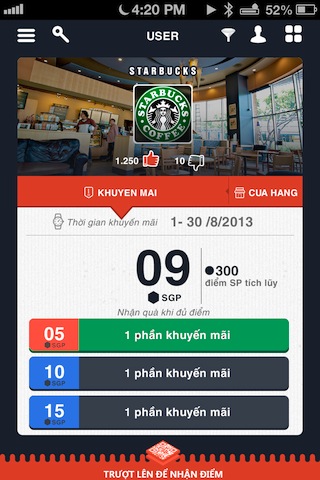 4:20 PM 52%
USER
STARBUCKS
STARBUCKS
COFFEE
1.250 10
KHUYEN MAI CUA HANG
Thời gian khuyến mãi 1- 30 /8/2013
09
SGP
300
điểm SP tích lũy
Nhận quà khi đủ điểm
05
SGP
1 phần khuyến mãi
10
SGP
1 phần khuyến mãi
15
SGP
1 phần khuyến mãi
TRƯỢT LÊN ĐỂ NHẬN ĐIỂM